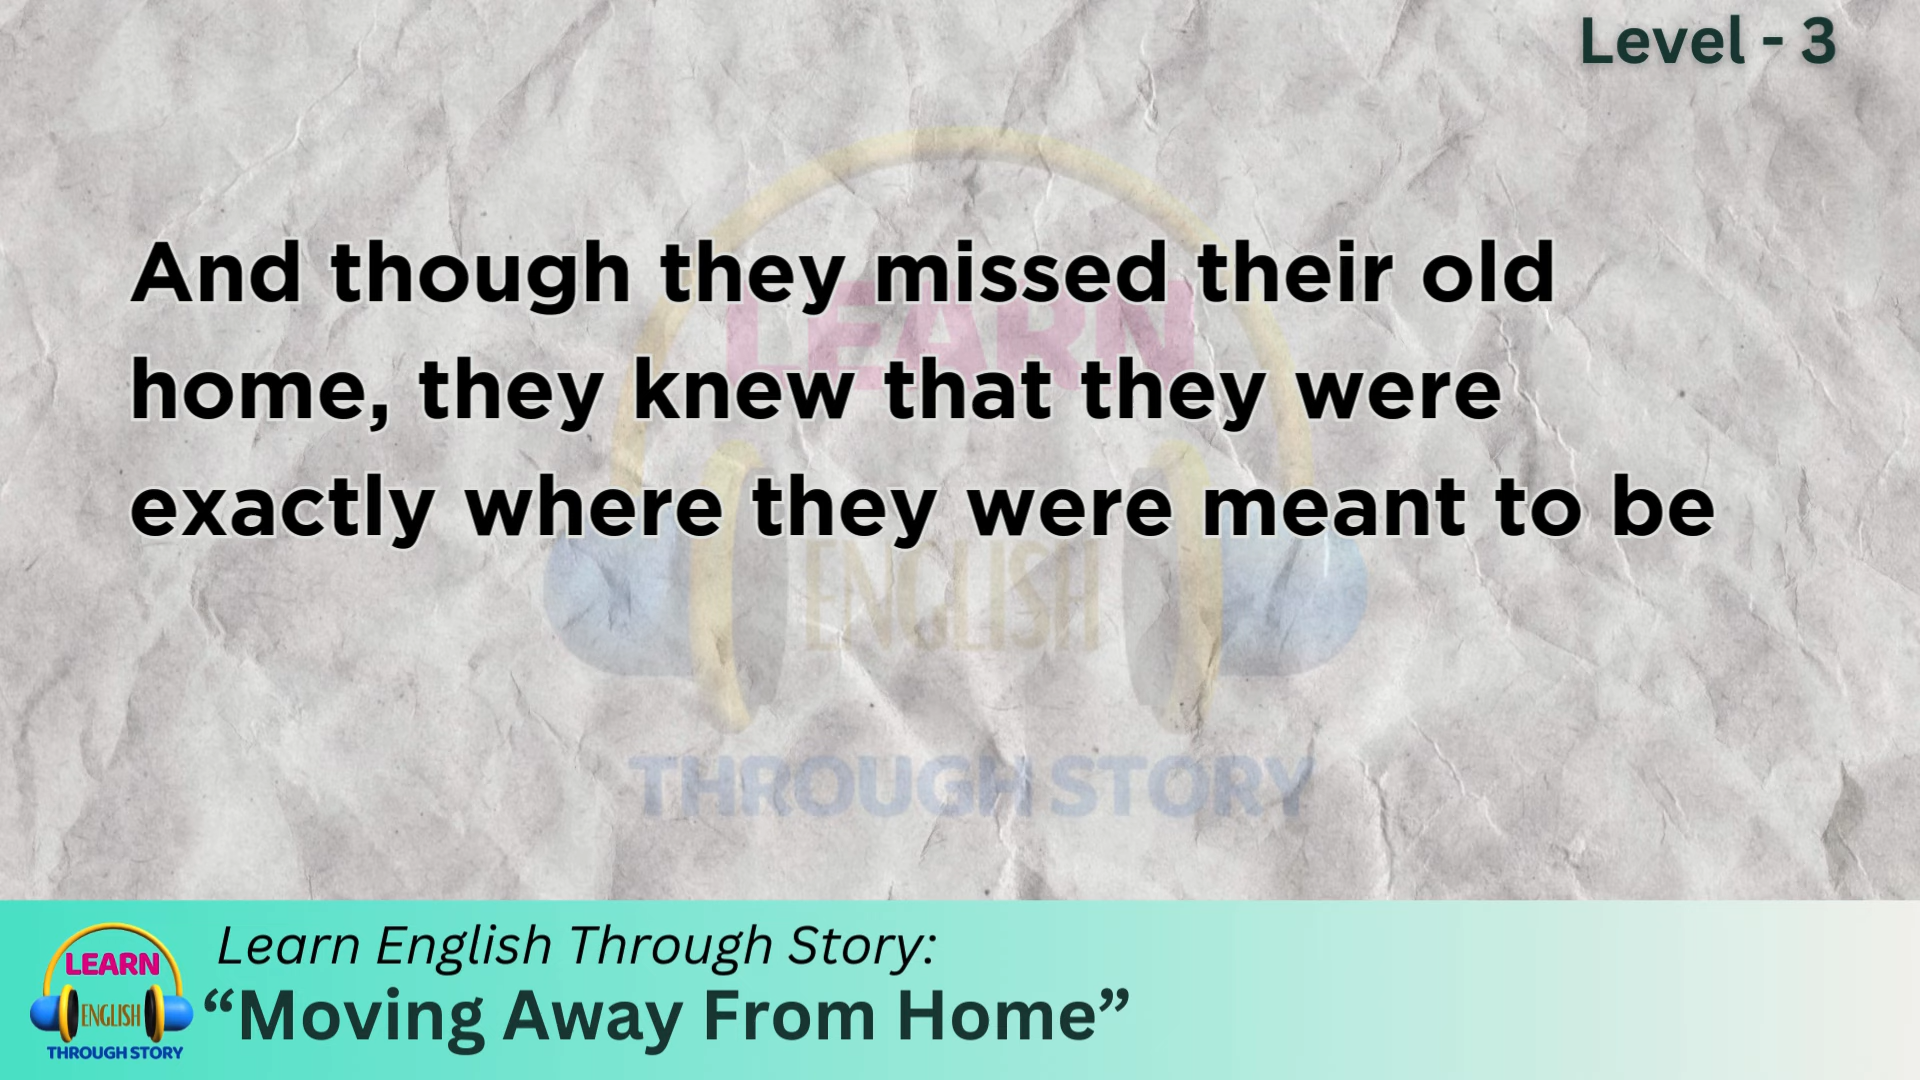 Level - 3
And though they missed their old
home, they knew that they were
exactly where they were meant to be
LEARN
ENGLISH
THROUGH STORY
Learn English Through Story:
“Moving Away From Home”
LEARN
ENGLISH
THROUGH STORY